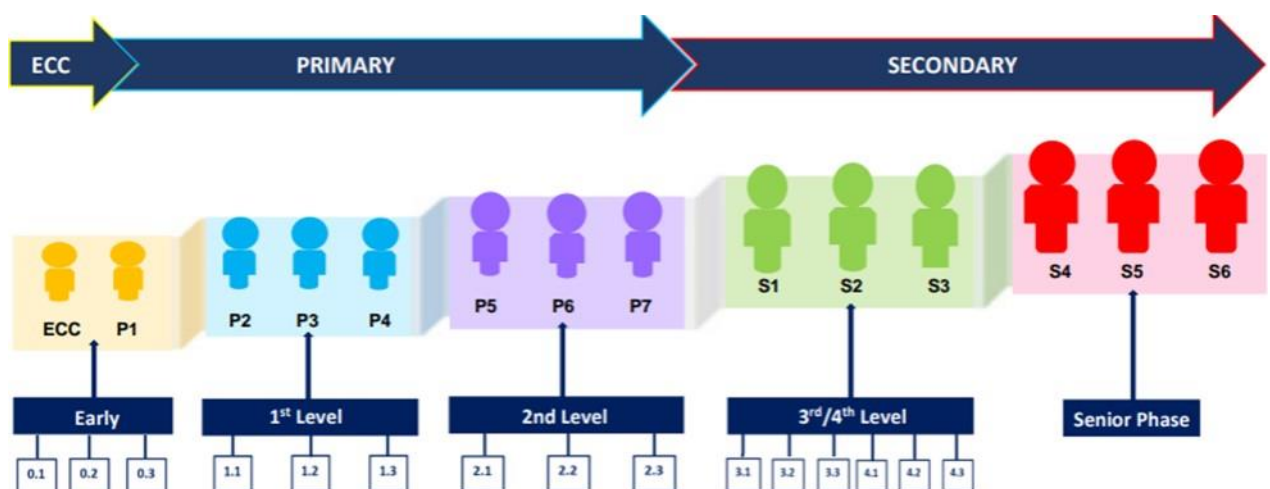 ECC PRIMARY SECONDARY
ECC P1 P2 P3 P4 P5 P6 P7 S1 S2 S3 S4 S5 S6
Early 1st Level 2nd Level 3rd/4th Level Senior Phase
0.1 0.2 0.3 1.1 1.2 1.3 2.1 2.2 2.3 3.1 3.2 3.3 4.1 4.2 4.3